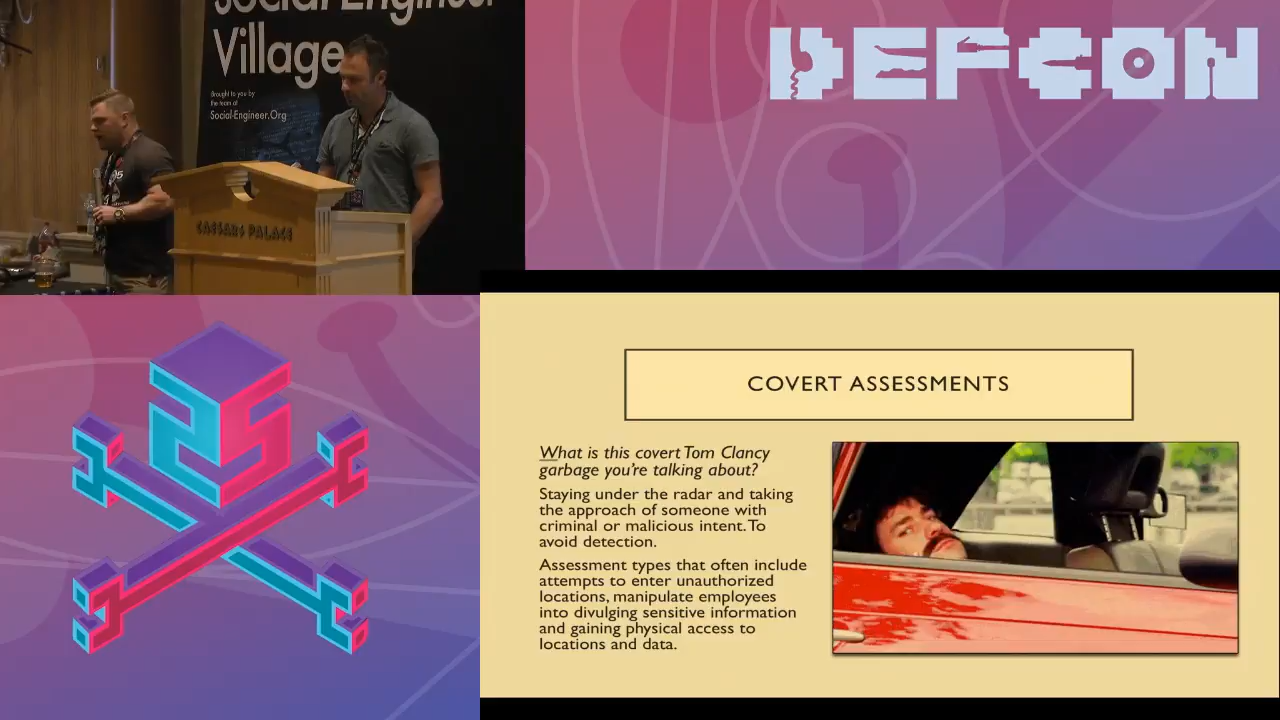 Social-Engineer
Village
Brought to you by
the team at
Social-Engineer.Org
CAESARS PALACE
DEFCON
25
COVERT ASSESSMENTS
What is this covert Tom Clancy
garbage you're talking about?
Staying under the radar and taking
the approach of someone with
criminal or malicious intent. To
avoid detection.
Assessment types that often include
attempts to enter unauthorized
locations, manipulate employees
into divulging sensitive information
and gaining physical access to
locations and data.